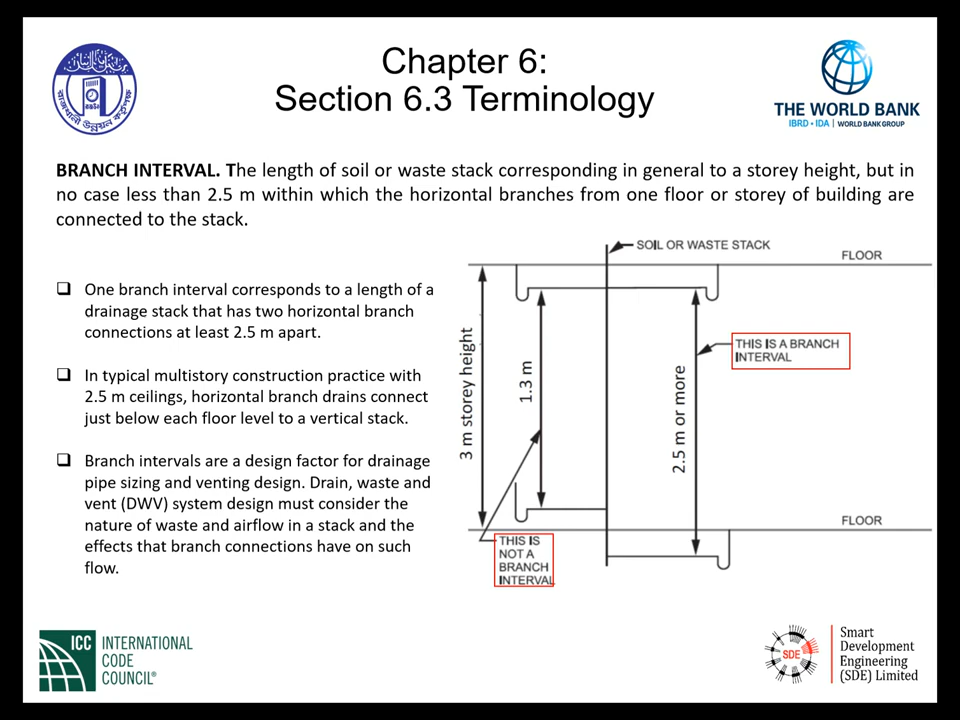 Chapter 6:
Section 6.3 Terminology
THE WORLD BANK
IBRD • IDA | WORLD BANK GROUP
BRANCH INTERVAL. The length of soil or waste stack corresponding in general to a storey height, but in
no case less than 2.5 m within which the horizontal branches from one floor or storey of building are
connected to the stack.
❑ One branch interval corresponds to a length of a
drainage stack that has two horizontal branch
connections at least 2.5 m apart.
❑ In typical multistory construction practice with
2.5 m ceilings, horizontal branch drains connect
just below each floor level to a vertical stack.
❑ Branch intervals are a design factor for drainage
pipe sizing and venting design. Drain, waste and
vent (DWV) system design must consider the
nature of waste and airflow in a stack and the
effects that branch connections have on such
flow.
SOIL OR WASTE STACK
FLOOR
3 m storey height
1.3 m
2.5 m or more
THIS IS A BRANCH
INTERVAL
FLOOR
THIS IS
NOT A
BRANCH
INTERVAL
ICC
INTERNATIONAL
CODE
COUNCIL®
SDE
Smart
Development
Engineering
(SDE) Limited